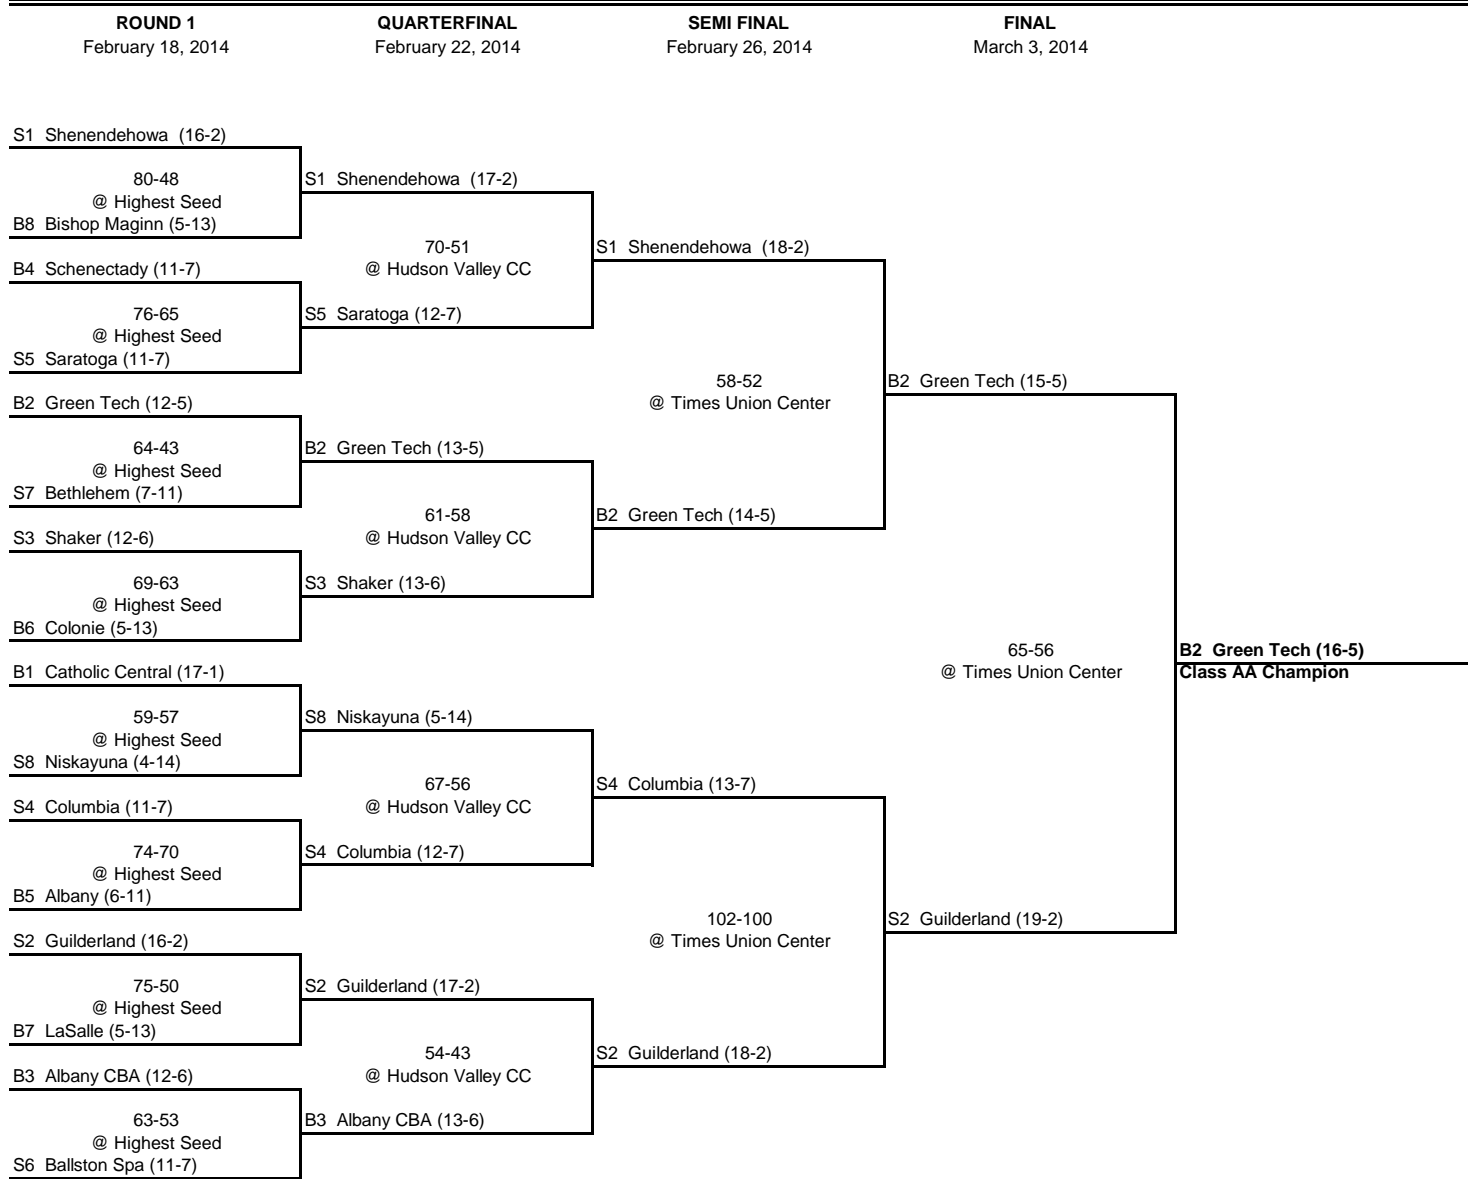 ROUND 1
February 18, 2014
QUARTERFINAL
February 22, 2014
SEMI FINAL
February 26, 2014
FINAL
March 3, 2014
S1 Shenendehowa (16-2)
80-48
@ Highest Seed
B8 Bishop Maginn (5-13)
B4 Schenectady (11-7)
76-65
@ Highest Seed
S5 Saratoga (11-7)
B2 Green Tech (12-5)
64-43
@ Highest Seed
S7 Bethlehem (7-11)
S3 Shaker (12-6)
69-63
@ Highest Seed
B6 Colonie (5-13)
B1 Catholic Central (17-1)
59-57
@ Highest Seed
S8 Niskayuna (4-14)
S4 Columbia (11-7)
74-70
@ Highest Seed
B5 Albany (6-11)
S2 Guilderland (16-2)
75-50
@ Highest Seed
B7 LaSalle (5-13)
B3 Albany CBA (12-6)
63-53
@ Highest Seed
S6 Ballston Spa (11-7)
S1 Shenendehowa (17-2)
70-51
@ Hudson Valley CC
S5 Saratoga (12-7)
B2 Green Tech (13-5)
61-58
@ Hudson Valley CC
S3 Shaker (13-6)
S8 Niskayuna (5-14)
67-56
@ Hudson Valley CC
S4 Columbia (12-7)
S2 Guilderland (17-2)
54-43
@ Hudson Valley CC
B3 Albany CBA (13-6)
S1 Shenendehowa (18-2)
58-52
@ Times Union Center
B2 Green Tech (14-5)
S4 Columbia (13-7)
102-100
@ Times Union Center
S2 Guilderland (18-2)
B2 Green Tech (15-5)
65-56
@ Times Union Center
S2 Guilderland (19-2)
B2 Green Tech (16-5)
Class AA Champion